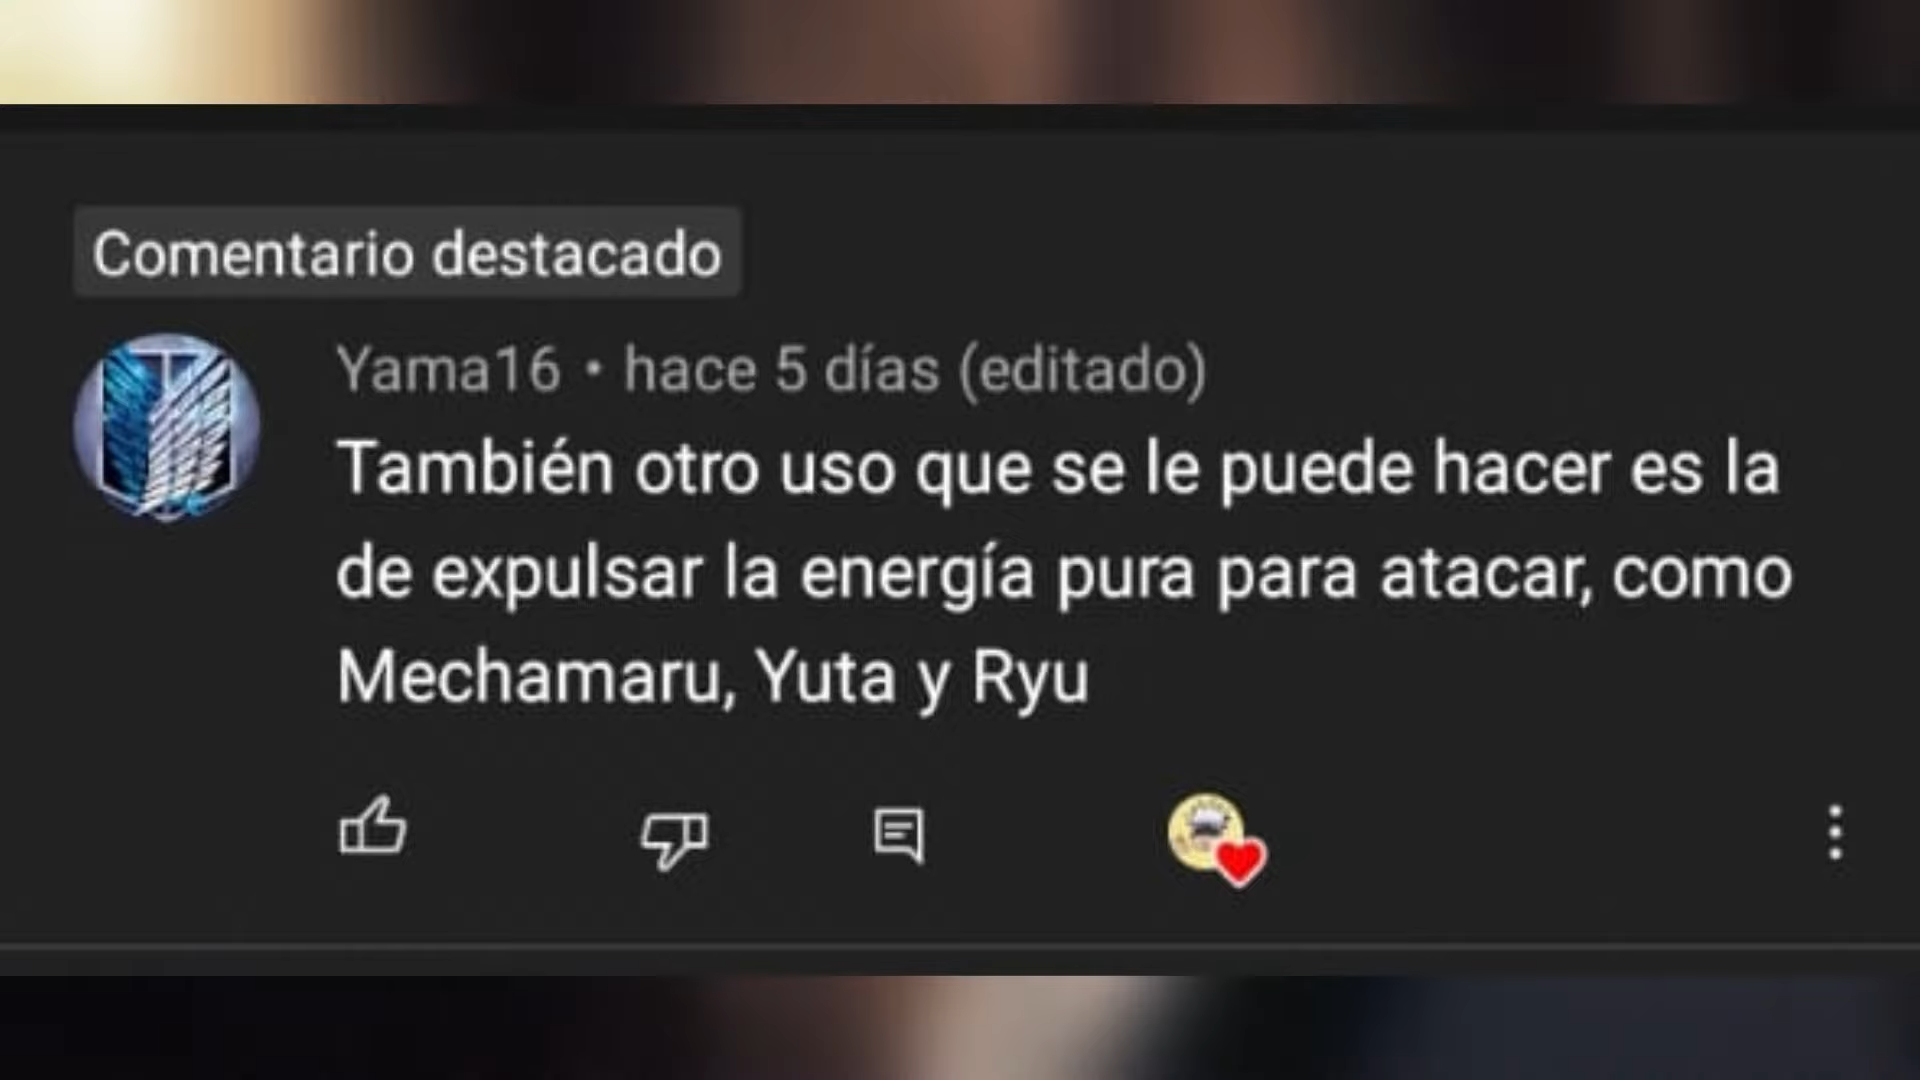 Comentario destacado
Yama16 • hace 5 días (editado)
También otro uso que se le puede hacer es la
de expulsar la energía pura para atacar, como
Mechamaru, Yuta y Ryu